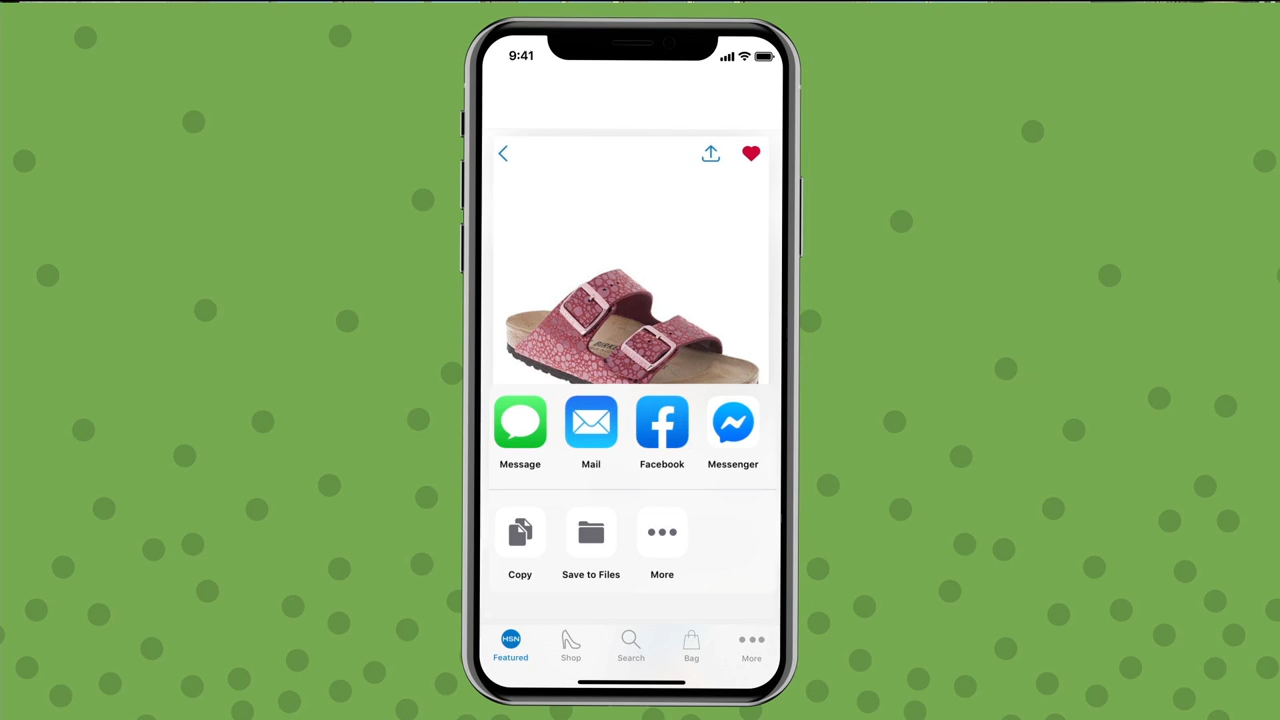 9:41
Message Mail Facebook Messenger
Copy Save to Files More
HSN
Featured Shop Search Bag More